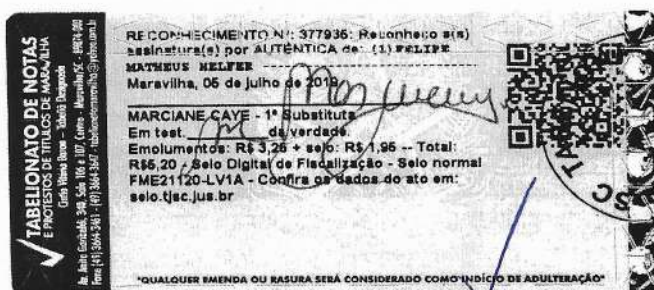 TABELIONATO DE NOTAS
E PROTESTOS DE TÍTULOS DE MARAVILHA
RECONHECIMENTO Nº: 377935: Reconheço a(s)
assinatura(s) por AUTÊNTICA de: (1) FELIPE
MATHEUS HELFER
Maravilha, 05 de julho de 2019
MARCIANE CAYE - 1ª Substituta
Em test. da verdade.
Emolumentos: R$ 3,25 + selo: R$ 1,95 -- Total:
R$5,20 - Selo Digital de Fiscalização - Selo normal
FME21120-LV1A - Confira os dados do ato em:
selo.tjsc.jus.br
"QUALQUER EMENDA OU RASURA SERÁ CONSIDERADO COMO INDÍCIO DE ADULTERAÇÃO"
SC